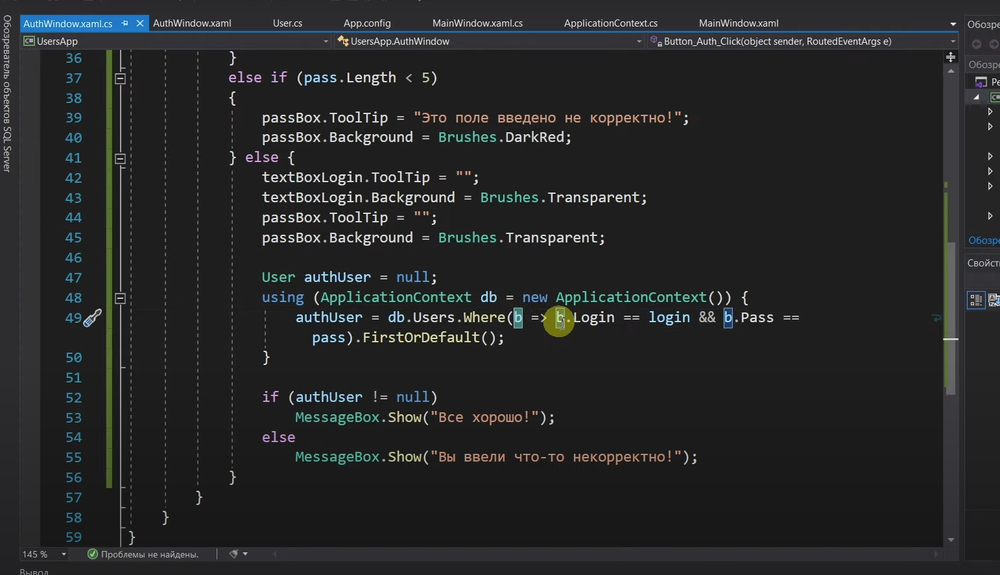 AuthWindow.xaml.cs AuthWindow.xaml User.cs App.config MainWindow.xaml.cs ApplicationContext.cs MainWindow.xaml
UsersApp UsersApp.AuthWindow Button_Auth_Click(object sender, RoutedEventArgs e)
Обозреватель объектов SQL Server
36 }
37 else if (pass.Length < 5)
38 {
39 passBox.ToolTip = "Это поле введено не корректно!";
40 passBox.Background = Brushes.DarkRed;
41 } else {
42 textBoxLogin.ToolTip = "";
43 textBoxLogin.Background = Brushes.Transparent;
44 passBox.ToolTip = "";
45 passBox.Background = Brushes.Transparent;
46
47 User authUser = null;
48 using (ApplicationContext db = new ApplicationContext()) {
49 authUser = db.Users.Where(b => b.Login == login && b.Pass ==
pass).FirstOrDefault();
50 }
51
52 if (authUser != null)
53 MessageBox.Show("Все хорошо!");
54 else
55 MessageBox.Show("Вы ввели что-то некорректно!");
56 }
57 }
58 }
59 }
145 % Проблемы не найдены.
Вывод
Обозре
Обозре
Ре
Обозре
Свойст